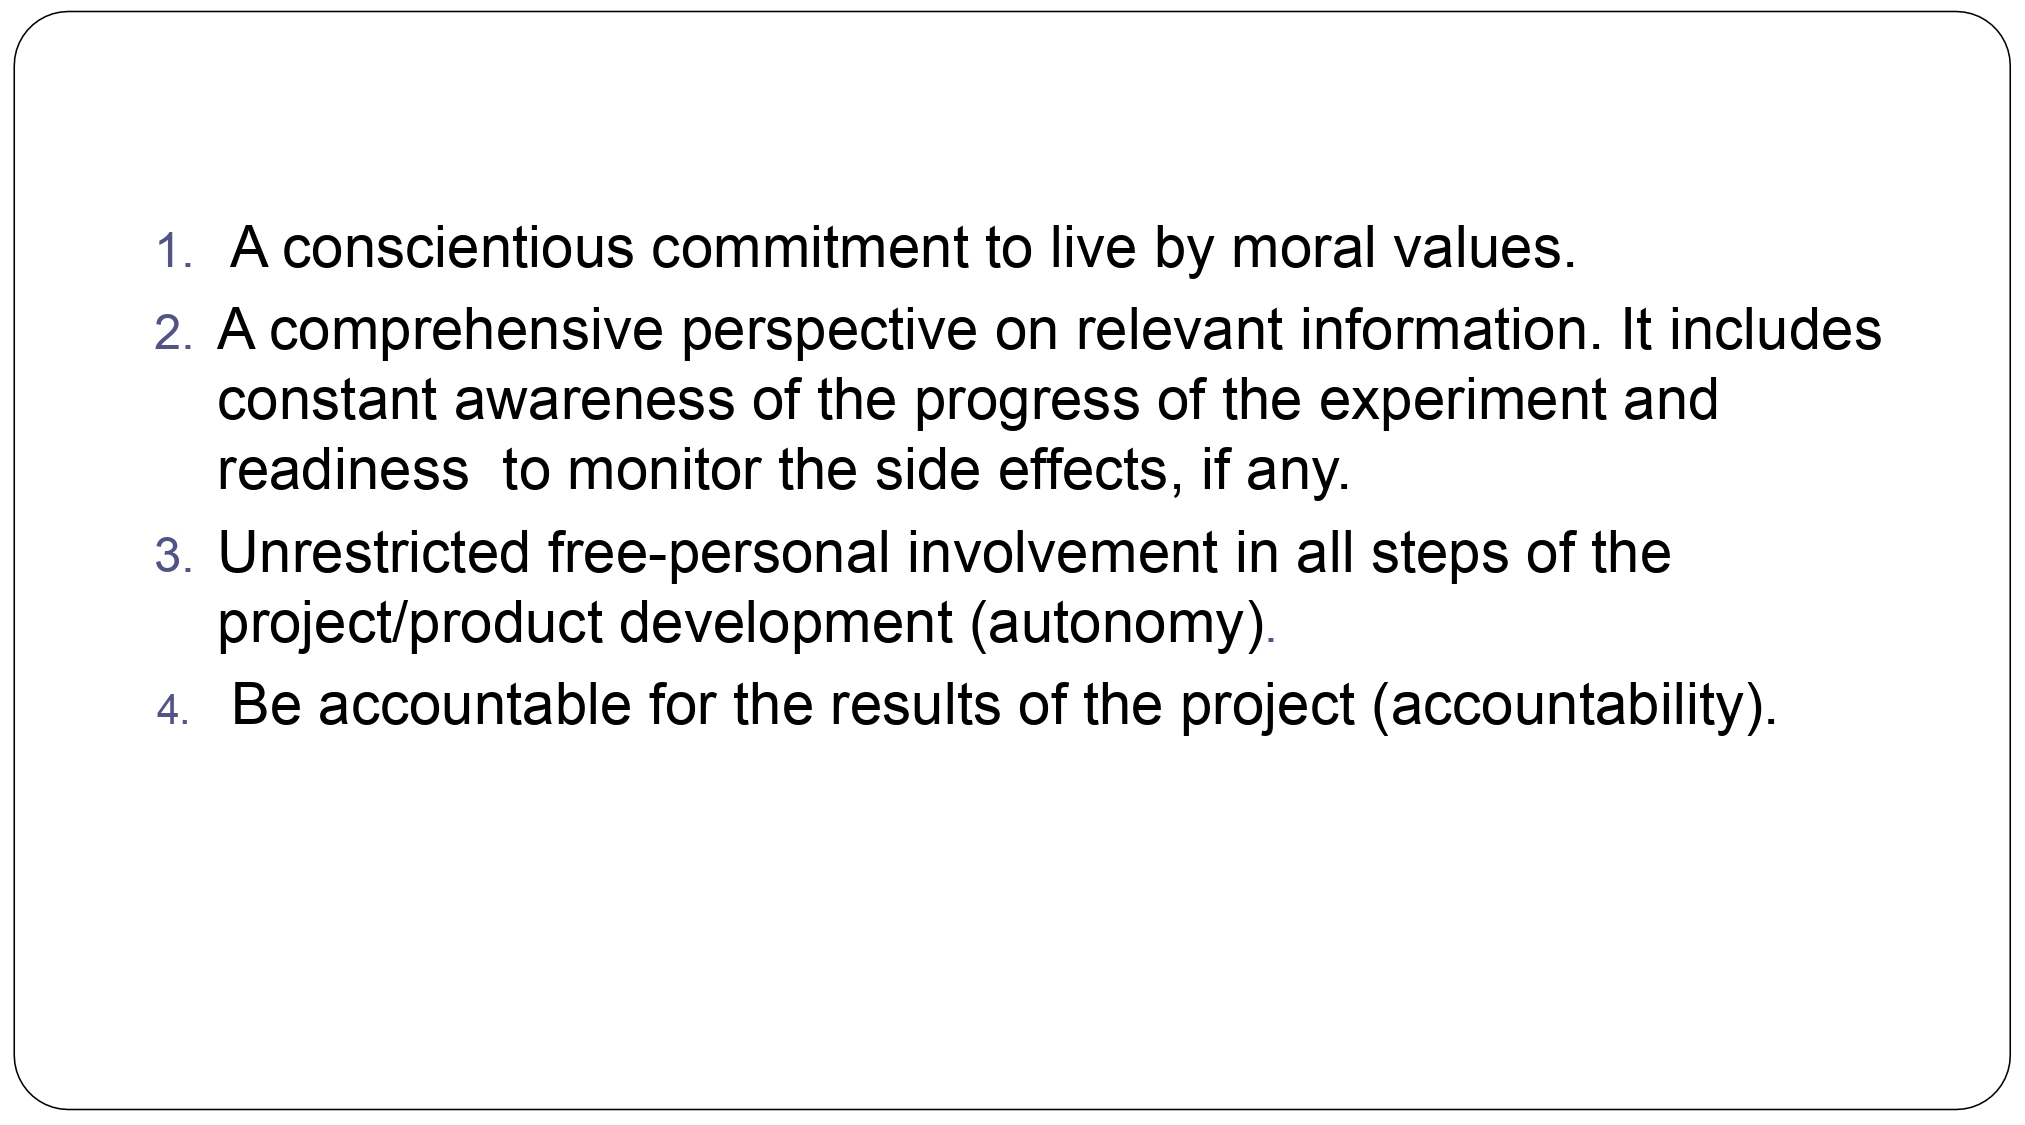 1. A conscientious commitment to live by moral values.
2. A comprehensive perspective on relevant information. It includes
constant awareness of the progress of the experiment and
readiness  to monitor the side effects, if any.
3. Unrestricted free-personal involvement in all steps of the
project/product development (autonomy).
4. Be accountable for the results of the project (accountability).